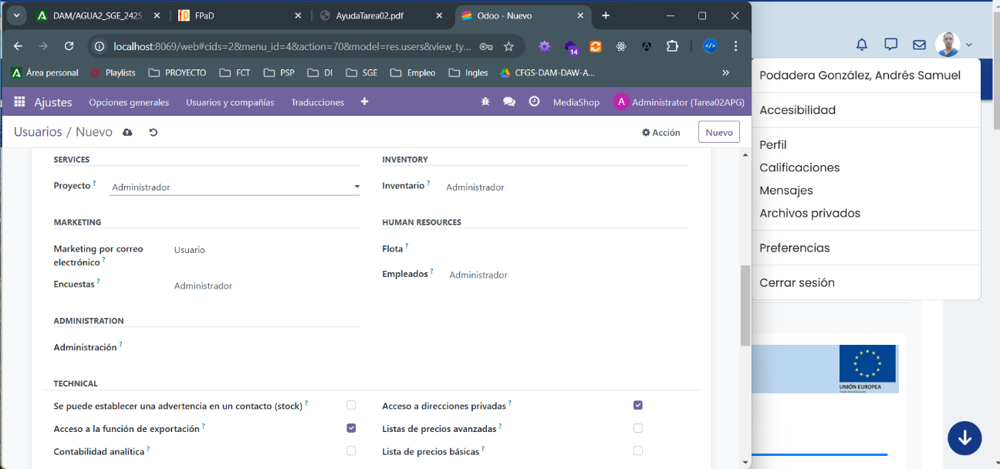 DAM/AGUA2_SGE_2425_
FPaD
AyudaTarea02.pdf
Odoo - Nuevo
localhost:8069/web#cids=2&menu_id=4&action=70&model=res.users&view_ty...
14
Área personal
Playlists
PROYECTO
FCT
PSP
DI
SGE
Empleo
Ingles
CFGS-DAM-DAW-A...
»
Ajustes
Opciones generales
Usuarios y compañías
Traducciones
MediaShop
A
Administrator (Tarea02APG)
Usuarios / Nuevo
Acción
Nuevo
SERVICES
Proyecto ?
Administrador
INVENTORY
Inventario ?
Administrador
MARKETING
Marketing por correo
electrónico ?
Usuario
Encuestas ?
Administrador
HUMAN RESOURCES
Flota ?
Empleados ?
Administrador
ADMINISTRATION
Administración ?
TECHNICAL
Se puede establecer una advertencia en un contacto (stock) ?
Acceso a direcciones privadas ?
Acceso a la función de exportación ?
Listas de precios avanzadas ?
Contabilidad analítica ?
Lista de precios básicas ?
Podadera González, Andrés Samuel
Accesibilidad
Perfil
Calificaciones
Mensajes
Archivos privados
Preferencias
Cerrar sesión
UNIÓN EUROPEA